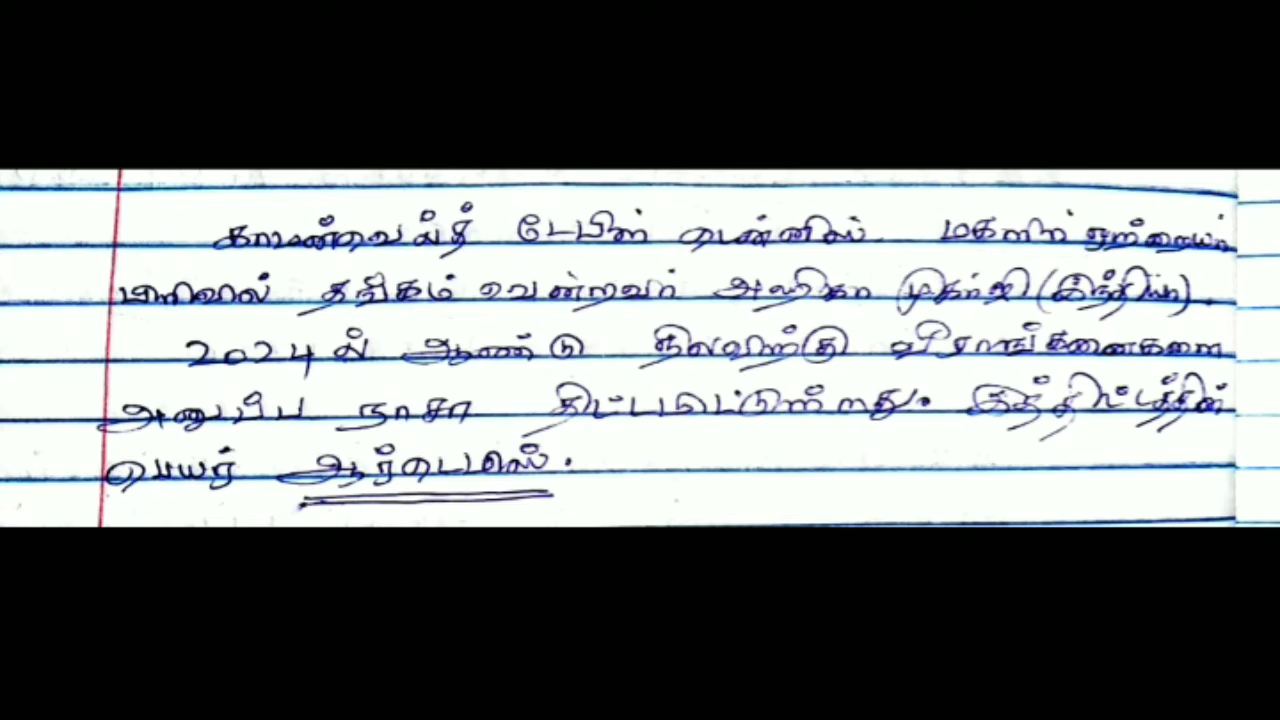 காமன்வெல்த் டேபிள் டென்னிஸ் மகளிர் ஒற்றையர்
பிரிவில் தங்கம் வென்றவர் அஹிகா முகர்ஜி (இந்தியா).
2024 ல் ஆண்டு நிலவுக்கு வீராங்கனைகளை
அனுப்ப நாசா திட்டமிட்டுள்ளது. இத்திட்டத்தின்
பெயர் ஆர்டெமிஸ்.